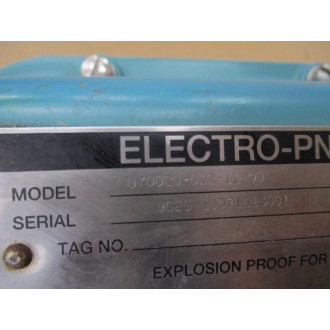 ELECTRO-PN
MODEL
SERIAL
TAG NO.
EXPLOSION PROOF FOR